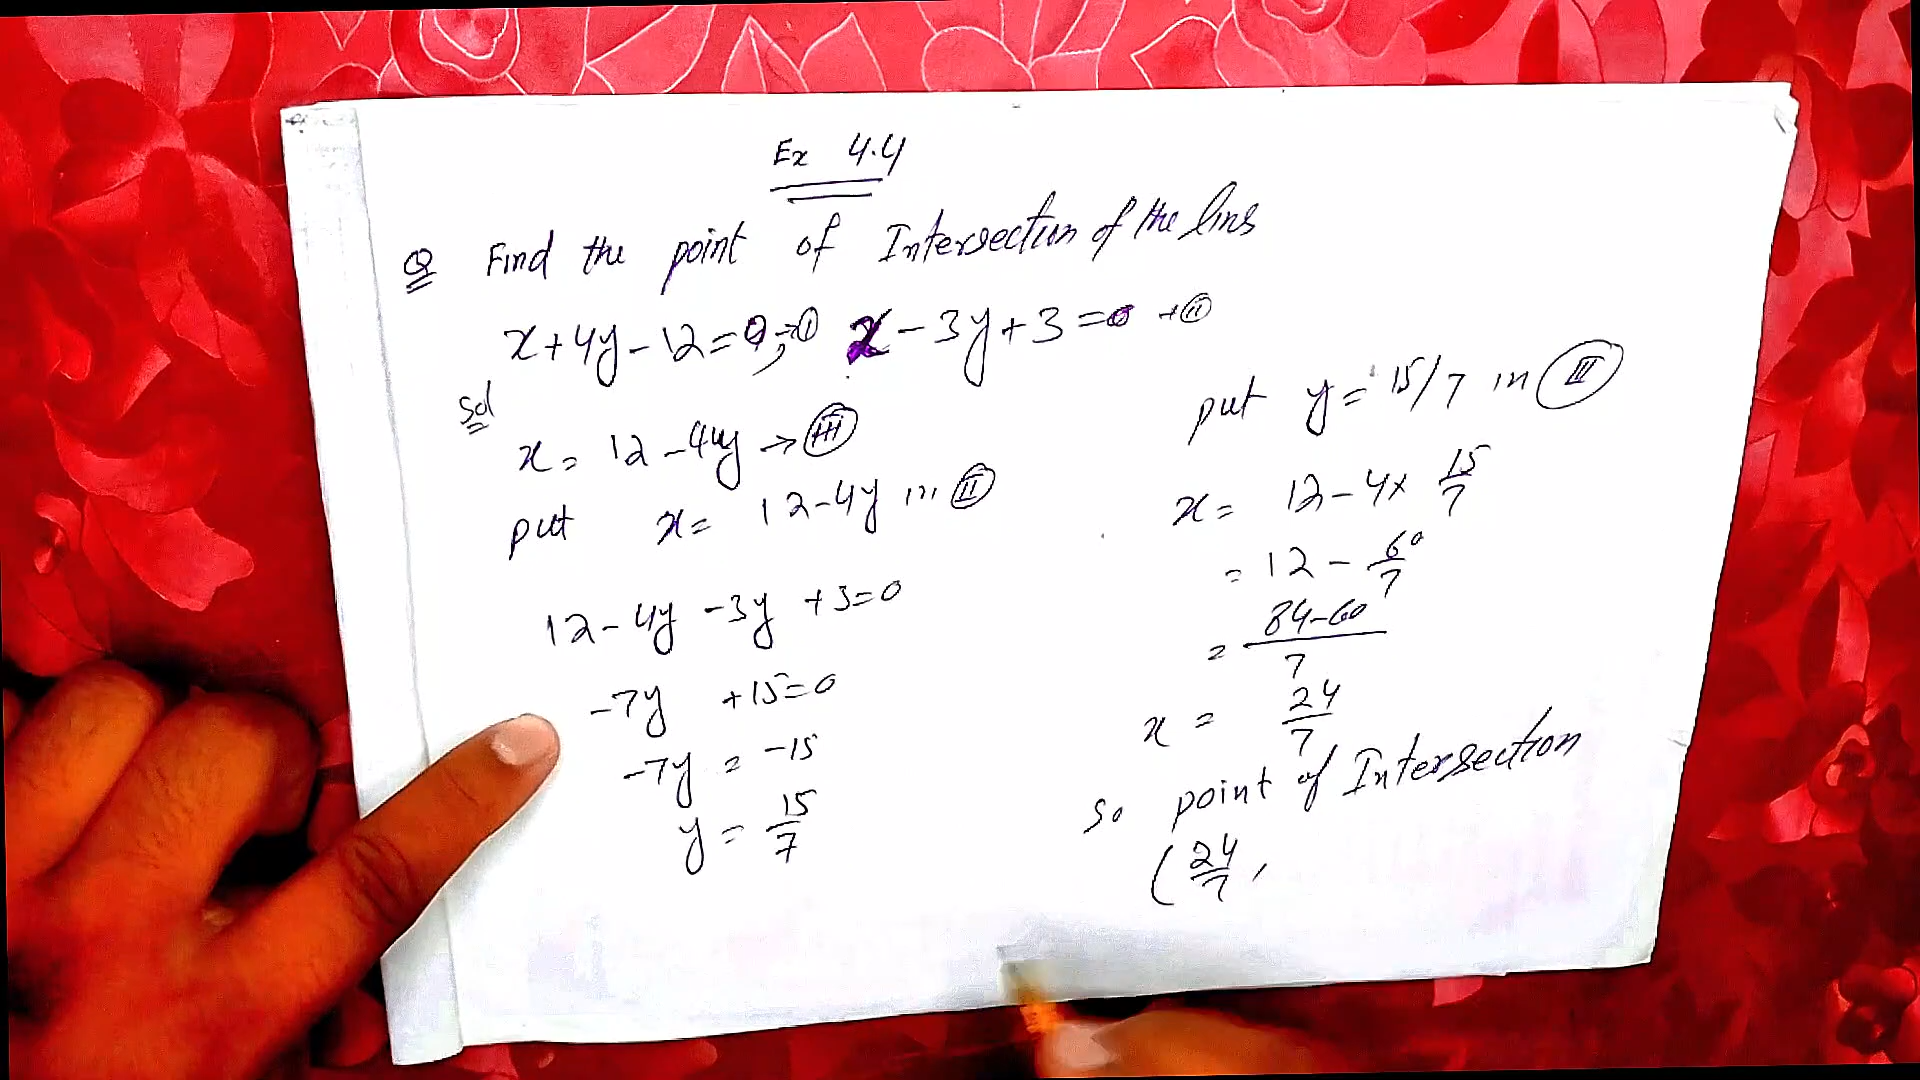 Ex 4.4
Q Find the point of Intersection of the lins
x+4y-12=0,→Ⓘ x-3y+3=0→Ⓘ̄Ⓘ
Sol
x= 12-4y→(III)
put x= 12-4y in (II)
12-4y -3y +3=0
-7y +15=0
-7y = -15
y = 15/7
put y= 15/7 in (III)
x= 12-4x 15/7
= 12- 60/7
= 84-60/7
x = 24/7
So point of Intersection
(24/7,